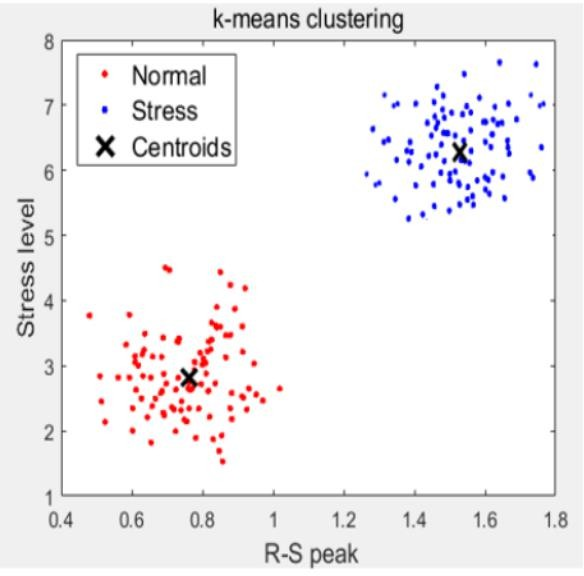 k-means clustering
8
7
6
5
4
3
2
1
Normal
Stress
Centroids
Stress level
0.4 0.6 0.8 1 1.2 1.4 1.6 1.8
R-S peak